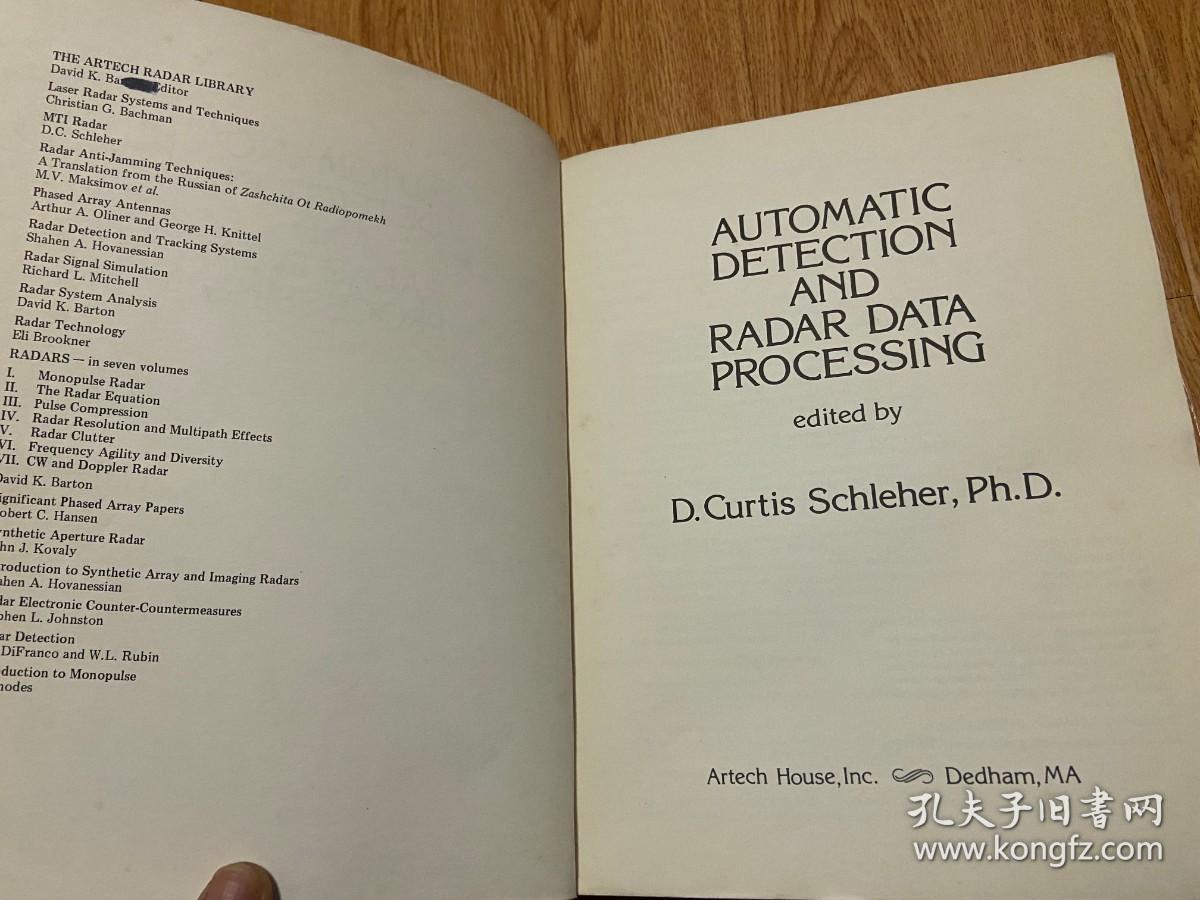 THE ARTECH RADAR LIBRARY
David K. Ba Editor
Laser Radar Systems and Techniques
Christian G. Bachman
MTI Radar
D.C. Schleher
Radar Anti-Jamming Techniques:
A Translation from the Russian of Zashchita Ot Radiopomekh
M.V. Maksimov et al.
Phased Array Antennas
Arthur A. Oliner and George H. Knittel
Radar Detection and Tracking Systems
Shahen A. Hovanessian
Radar Signal Simulation
Richard L. Mitchell
Radar System Analysis
David K. Barton
Radar Technology
Eli Brookner
RADARS — in seven volumes
I. Monopulse Radar
II. The Radar Equation
III. Pulse Compression
IV. Radar Resolution and Multipath Effects
V. Radar Clutter
VI. Frequency Agility and Diversity
VII. CW and Doppler Radar
David K. Barton
ignificant Phased Array Papers
obert C. Hansen
nthetic Aperture Radar
hn J. Kovaly
roduction to Synthetic Array and Imaging Radars
ahen A. Hovanessian
dar Electronic Counter-Countermeasures
phen L. Johnston
ar Detection
DiFranco and W.L. Rubin
oduction to Monopulse
hodes
AUTOMATIC
DETECTION
AND
RADAR DATA
PROCESSING
edited by
D. Curtis Schleher, Ph.D.
Artech House, Inc. Dedham, MA
孔夫子旧书网
www.kongfz.com